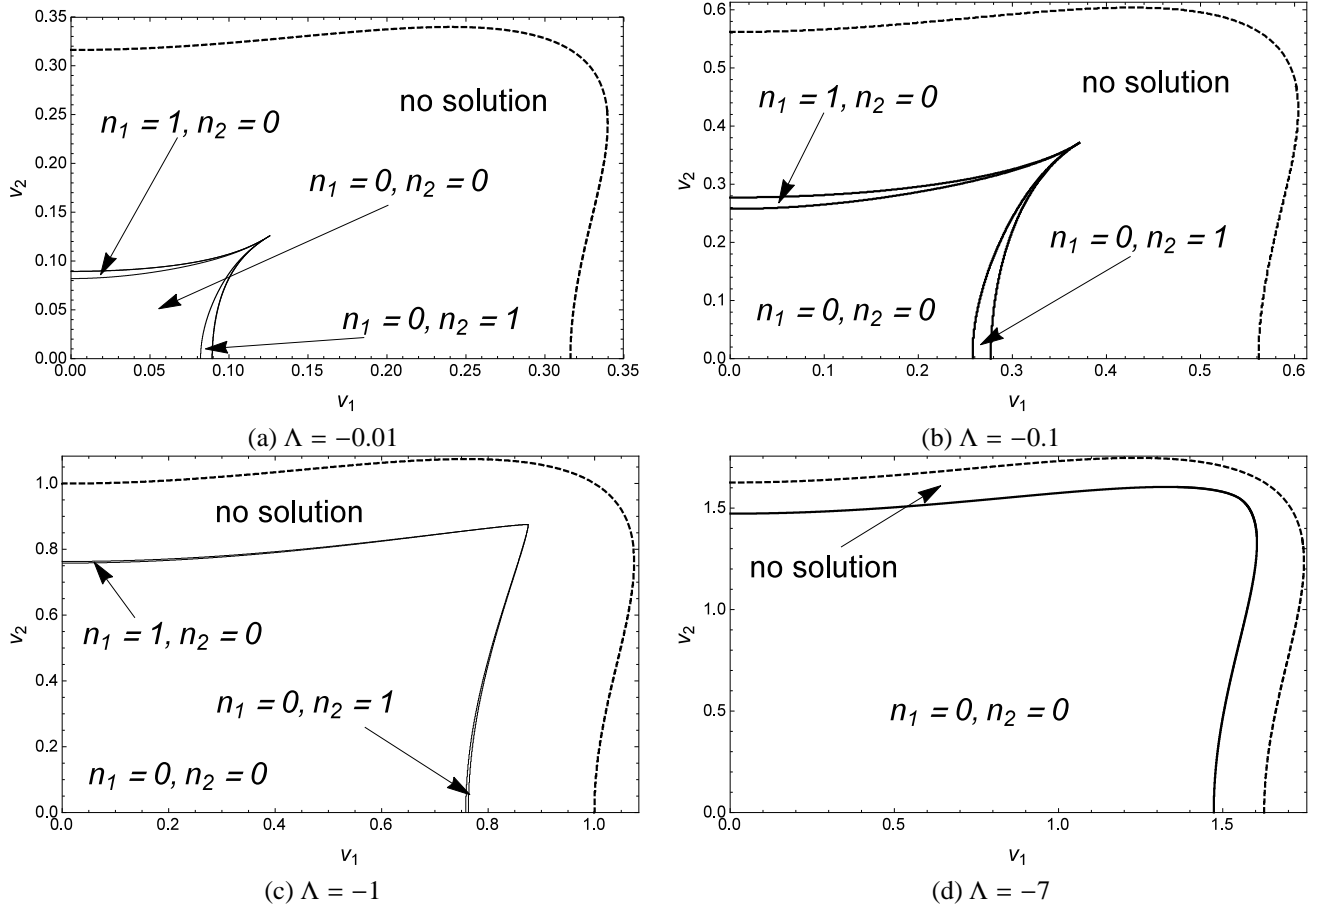 0.35
0.30
0.25
0.20
0.15
0.10
0.05
0.00
v2
no solution
n1 = 1, n2 = 0
n1 = 0, n2 = 0
n1 = 0, n2 = 1
0.00 0.05 0.10 0.15 0.20 0.25 0.30 0.35
v1
(a) Λ = −0.01
0.6
0.5
0.4
0.3
0.2
0.1
0.0
v2
no solution
n1 = 1, n2 = 0
n1 = 0, n2 = 1
n1 = 0, n2 = 0
0.0 0.1 0.2 0.3 0.4 0.5 0.6
v1
(b) Λ = −0.1
1.0
0.8
0.6
0.4
0.2
0.0
v2
no solution
n1 = 1, n2 = 0
n1 = 0, n2 = 1
n1 = 0, n2 = 0
0.0 0.2 0.4 0.6 0.8 1.0
v1
(c) Λ = −1
1.5
1.0
0.5
0.0
v2
no solution
n1 = 0, n2 = 0
0.0 0.5 1.0 1.5
v1
(d) Λ = −7